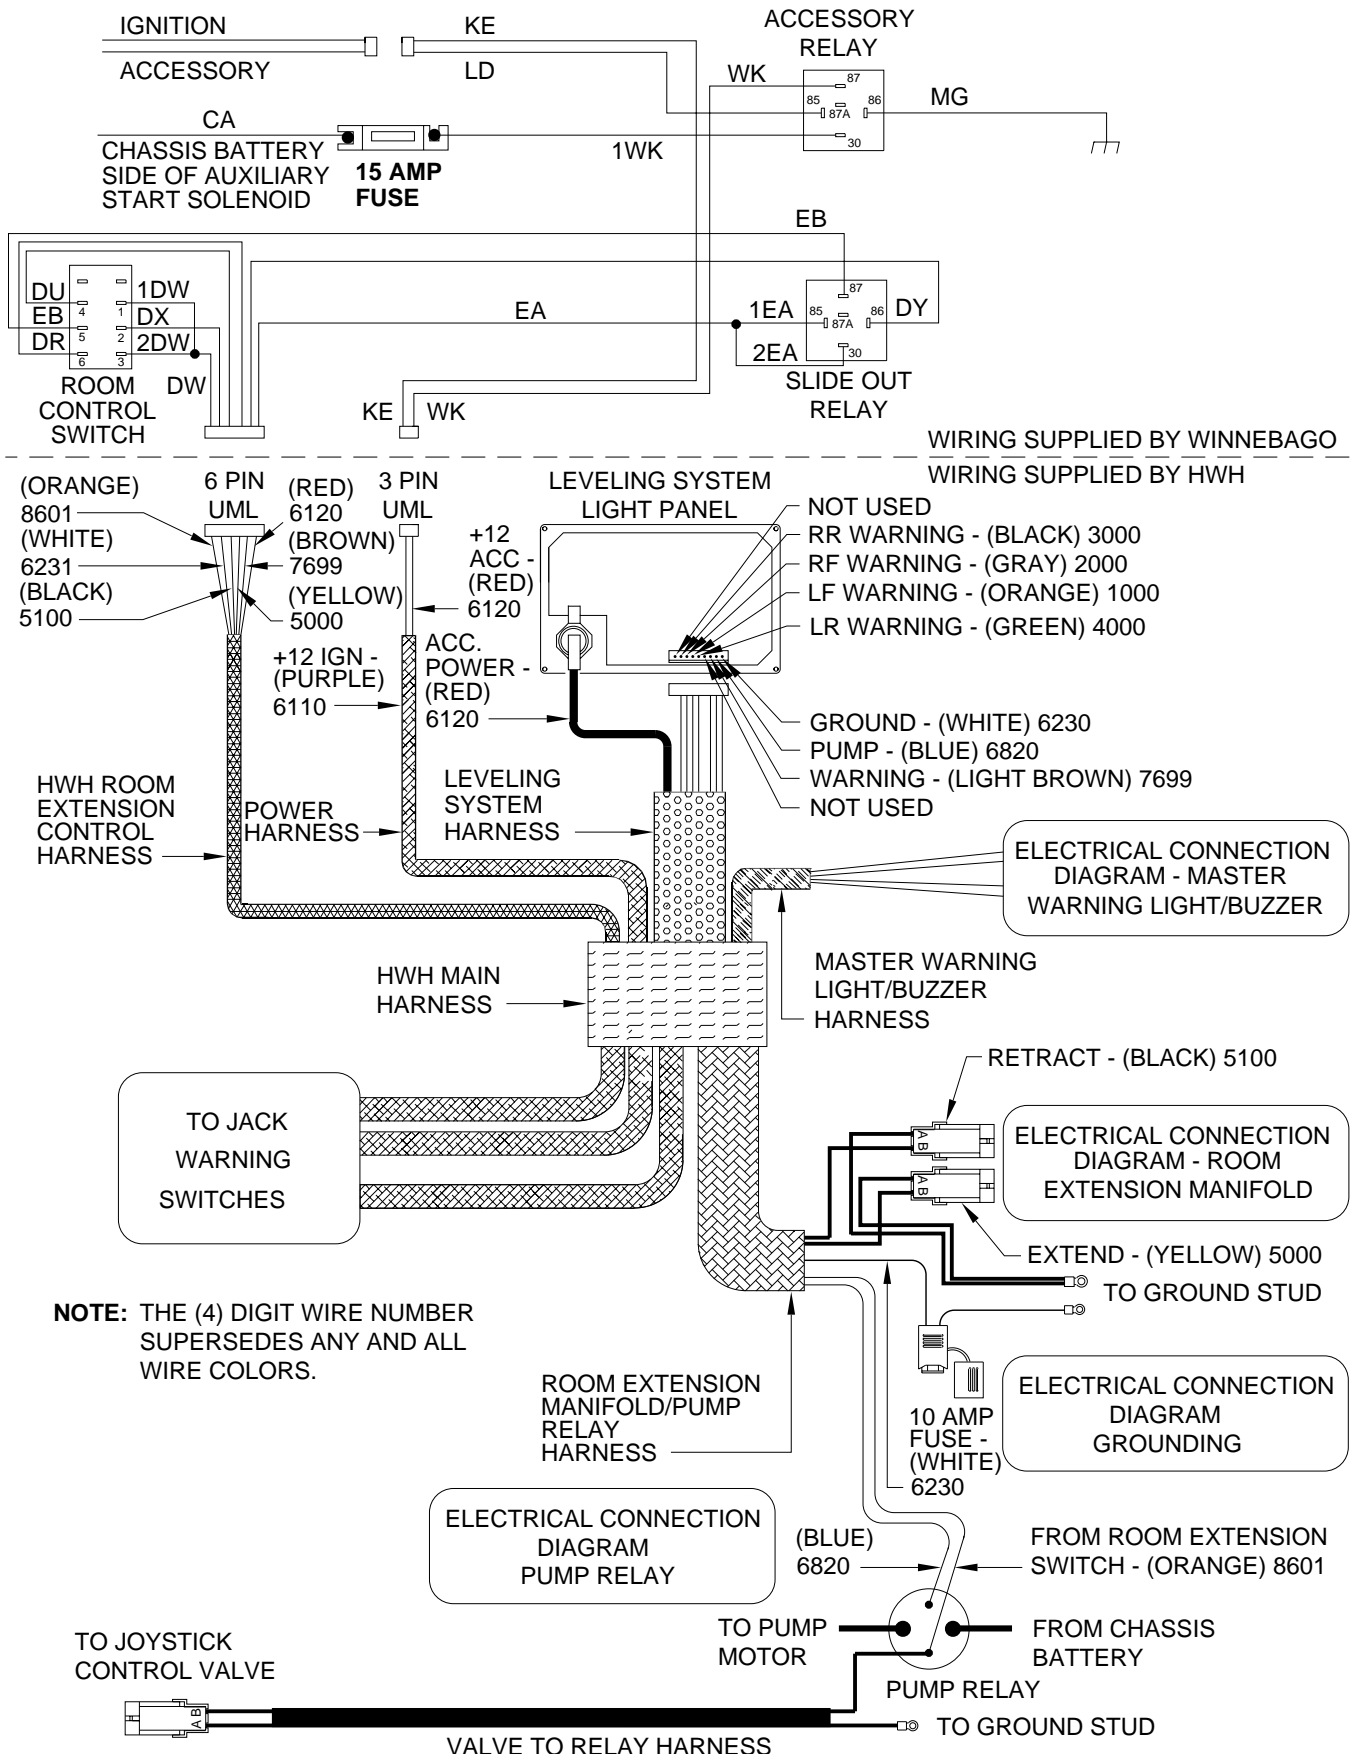 IGNITION
KE
ACCESSORY
RELAY
ACCESSORY
LD
WK
87
85
87A
86
30
MG
CA
CHASSIS BATTERY
SIDE OF AUXILIARY
START SOLENOID
15 AMP
FUSE
1WK
EB
DU
EB
DR
4
5
6
1
2
3
1DW
DX
2DW
DW
ROOM
CONTROL
SWITCH
EA
1EA
2EA
87
85
87A
86
30
DY
SLIDE OUT
RELAY
KE
WK
WIRING SUPPLIED BY WINNEBAGO
WIRING SUPPLIED BY HWH
(ORANGE)
8601
(WHITE)
6231
(BLACK)
5100
6 PIN
UML
(RED)
6120
(BROWN)
7699
(YELLOW)
5000
3 PIN
UML
+12
ACC -
(RED)
6120
LEVELING SYSTEM
LIGHT PANEL
NOT USED
RR WARNING - (BLACK) 3000
RF WARNING - (GRAY) 2000
LF WARNING - (ORANGE) 1000
LR WARNING - (GREEN) 4000
+12 IGN -
(PURPLE)
6110
ACC.
POWER -
(RED)
6120
GROUND - (WHITE) 6230
PUMP - (BLUE) 6820
WARNING - (LIGHT BROWN) 7699
NOT USED
HWH ROOM
EXTENSION
CONTROL
HARNESS
POWER
HARNESS
LEVELING
SYSTEM
HARNESS
ELECTRICAL CONNECTION
DIAGRAM - MASTER
WARNING LIGHT/BUZZER
HWH MAIN
HARNESS
MASTER WARNING
LIGHT/BUZZER
HARNESS
RETRACT - (BLACK) 5100
TO JACK
WARNING
SWITCHES
A
B
A
B
ELECTRICAL CONNECTION
DIAGRAM - ROOM
EXTENSION MANIFOLD
EXTEND - (YELLOW) 5000
TO GROUND STUD
NOTE: THE (4) DIGIT WIRE NUMBER
SUPERSEDES ANY AND ALL
WIRE COLORS.
ROOM EXTENSION
MANIFOLD/PUMP
RELAY
HARNESS
10 AMP
FUSE -
(WHITE)
6230
ELECTRICAL CONNECTION
DIAGRAM
GROUNDING
ELECTRICAL CONNECTION
DIAGRAM
PUMP RELAY
(BLUE)
6820
FROM ROOM EXTENSION
SWITCH - (ORANGE) 8601
TO PUMP
MOTOR
FROM CHASSIS
BATTERY
PUMP RELAY
TO JOYSTICK
CONTROL VALVE
B
A
TO GROUND STUD
VALVE TO RELAY HARNESS